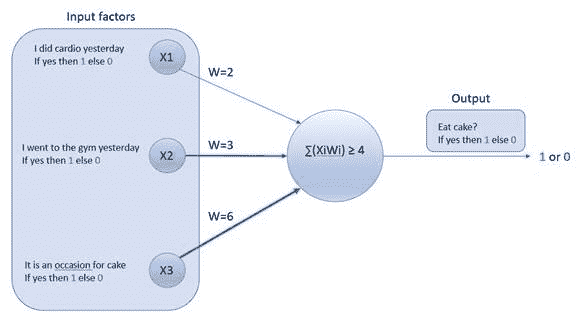 Input factors
I did cardio yesterday
If yes then 1 else 0
X1
W=2
I went to the gym yesterday
If yes then 1 else 0
X2
W=3
∑(XiWi) ≥ 4
Output
Eat cake?
If yes then 1 else 0
1 or 0
W=6
It is an occasion for cake
If yes then 1 else 0
X3